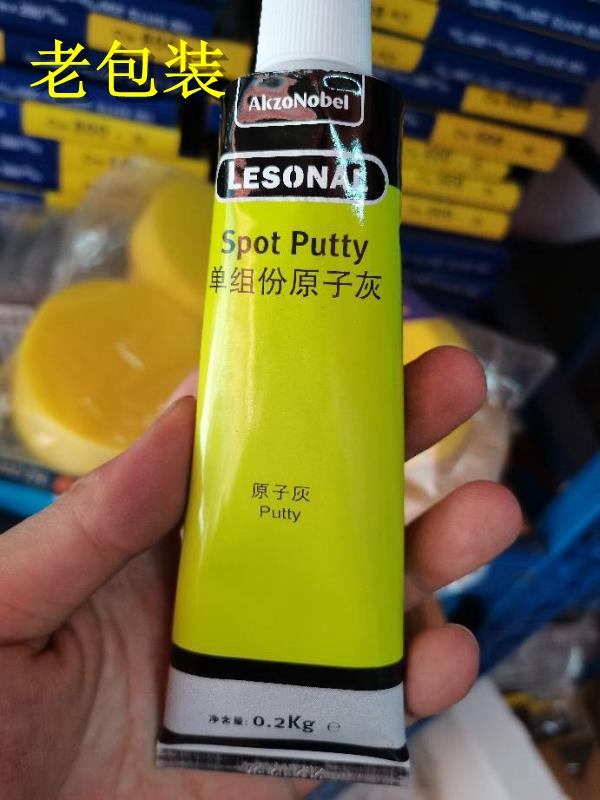 老包装
AkzoNobel
LESONAL
Spot Putty
单组份原子灰
原子灰
Putty
净含量: 0.2Kg ℮